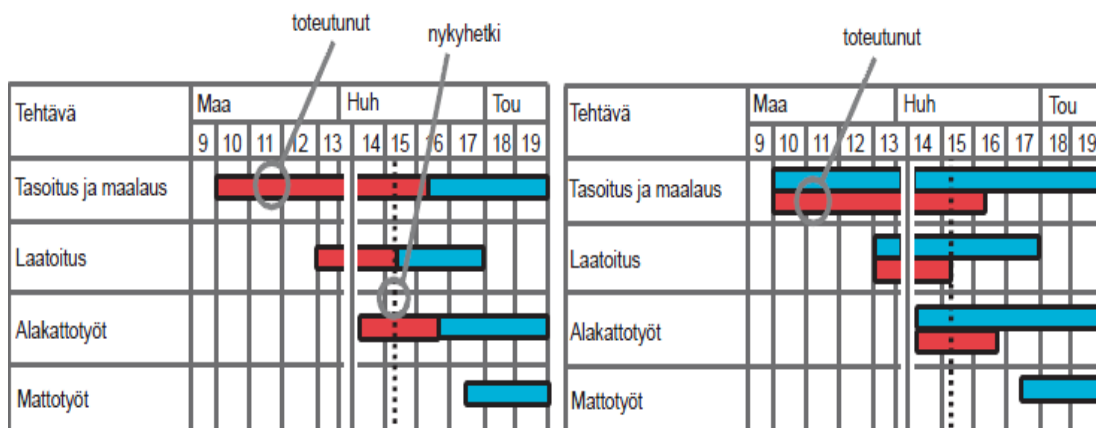 toteutunut
nykyhetki
Tehtävä Maa Huh Tou
9 10 11 12 13 14 15 16 17 18 19
Tasoitus ja maalaus
Laatoitus
Alakattotyöt
Mattotyöt
toteutunut
Tehtävä Maa Huh Tou
9 10 11 12 13 14 15 16 17 18 19
Tasoitus ja maalaus
Laatoitus
Alakattotyöt
Mattotyöt